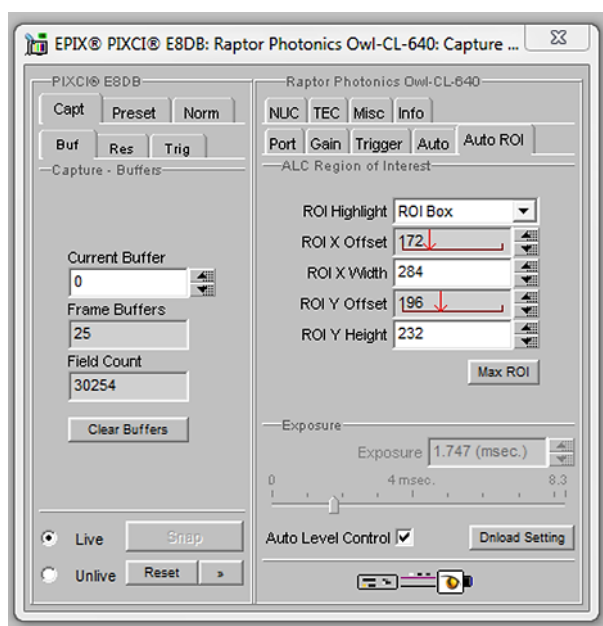 EPIX® PIXCI® E8DB: Raptor Photonics Owl-CL-640: Capture ...
PIXCI® E8DB
Capt Preset Norm
Buf Res Trig
Capture - Buffers
Current Buffer
0
Frame Buffers
25
Field Count
30254
Clear Buffers
Live Snap
Unlive Reset »
Raptor Photonics Owl-CL-640
NUC TEC Misc Info
Port Gain Trigger Auto Auto ROI
ALC Region of Interest
ROI Highlight ROI Box
ROI X Offset 172
ROI X Width 284
ROI Y Offset 196
ROI Y Height 232
Max ROI
Exposure
Exposure 1.747 (msec.)
0 4 msec. 8.3
Auto Level Control Dnload Setting